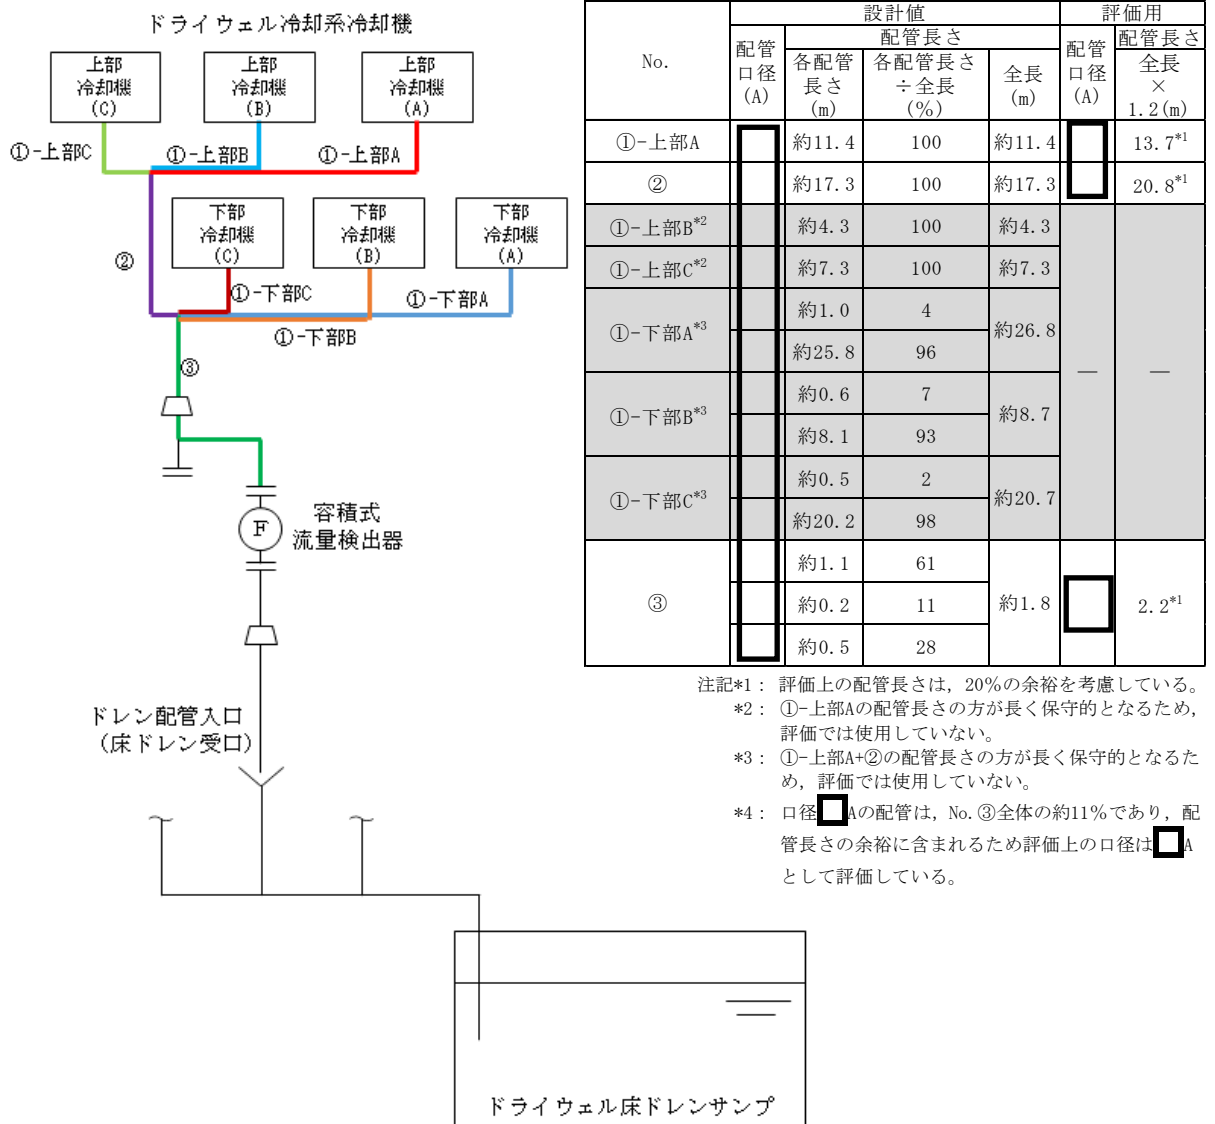 ドライウェル冷却系冷却機
上部
冷却機
(C)
上部
冷却機
(B)
上部
冷却機
(A)
①-上部C
①-上部B
①-上部A
下部
冷却機
(C)
下部
冷却機
(B)
下部
冷却機
(A)
②
①-下部C
①-下部A
①-下部B
③
容積式
流量検出器
F
ドレン配管入口
(床ドレン受口)
ドライウェル床ドレンサンプ
No. 設計値 評価用
配管口径(A) 配管長さ 配管口径(A) 配管長さ
各配管長さ(m) 各配管長さ÷全長(%) 全長(m) 全長×1.2(m)
①-上部A 約11.4 100 約11.4 13.7*1
② 約17.3 100 約17.3 20.8*1
①-上部B*2 約4.3 100 約4.3
①-上部C*2 約7.3 100 約7.3
①-下部A*3 約1.0 4 約26.8
約25.8 96
— —
①-下部B*3 約0.6 7 約8.7
約8.1 93
①-下部C*3 約0.5 2 約20.7
約20.2 98
③ 約1.1 61 約1.8 2.2*1
約0.2 11
約0.5 28
注記*1： 評価上の配管長さは，20％の余裕を考慮している。
*2： ①-上部Aの配管長さの方が長く保守的となるため，
評価では使用していない。
*3： ①-上部A+②の配管長さの方が長く保守的となるた
め，評価では使用していない。
*4： 口径 Aの配管は，No.③全体の約11％であり，配
管長さの余裕に含まれるため評価上の口径は A
として評価している。